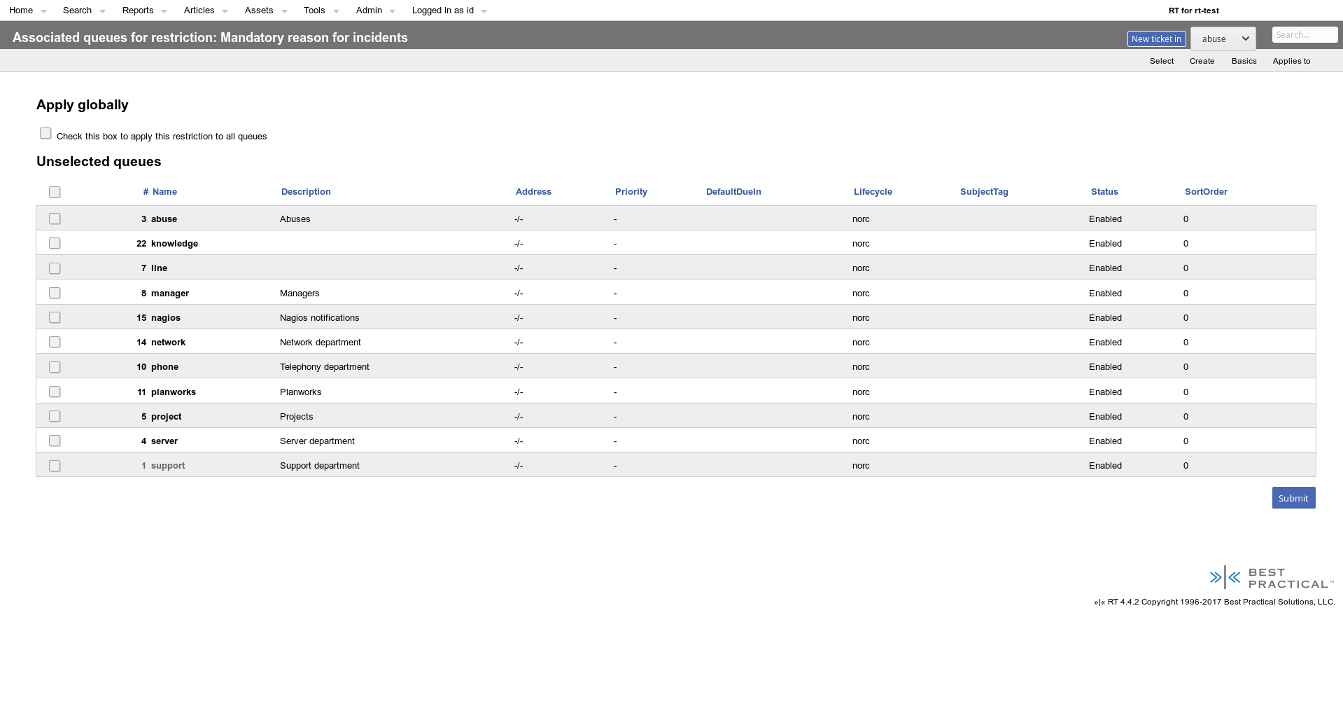 Home Search Reports Articles Assets Tools Admin Logged in as id RT for rt-test
Associated queues for restriction: Mandatory reason for incidents New ticket in abuse Search...
Select Create Basics Applies to
Apply globally
Check this box to apply this restriction to all queues
Unselected queues
# Name Description Address Priority DefaultDueIn Lifecycle SubjectTag Status SortOrder
3 abuse Abuses -/- - norc Enabled 0
22 knowledge -/- - norc Enabled 0
7 line -/- - norc Enabled 0
8 manager Managers -/- - norc Enabled 0
15 nagios Nagios notifications -/- - norc Enabled 0
14 network Network department -/- - norc Enabled 0
10 phone Telephony department -/- - norc Enabled 0
11 planworks Planworks -/- - norc Enabled 0
5 project Projects -/- - norc Enabled 0
4 server Server department -/- - norc Enabled 0
1 support Support department -/- - norc Enabled 0
Submit
BEST
PRACTICAL™
»|« RT 4.4.2 Copyright 1996-2017 Best Practical Solutions, LLC.